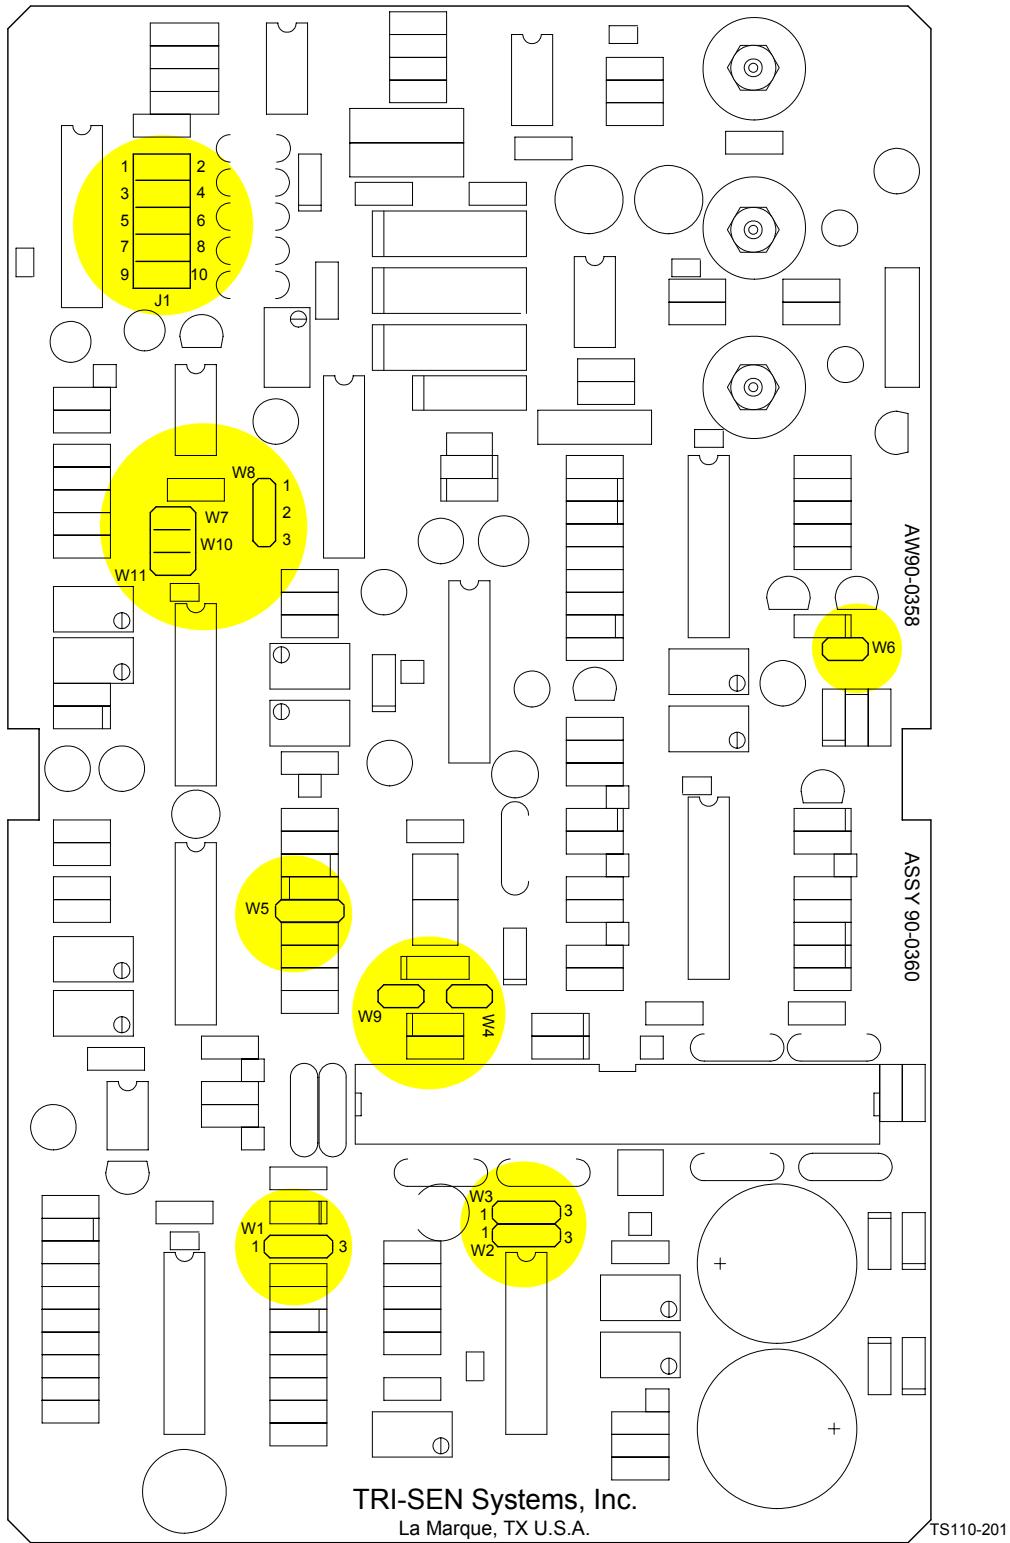 1 2
3 4
5 6
7 8
9 10
J1
W8
1
W7
2
W10
3
W11
AW90-0358
W6
ASSY 90-0360
W5
W9
W4
W3
1 3
W1
1 3
1 3
W2
TRI-SEN Systems, Inc.
La Marque, TX U.S.A.
TS110-201